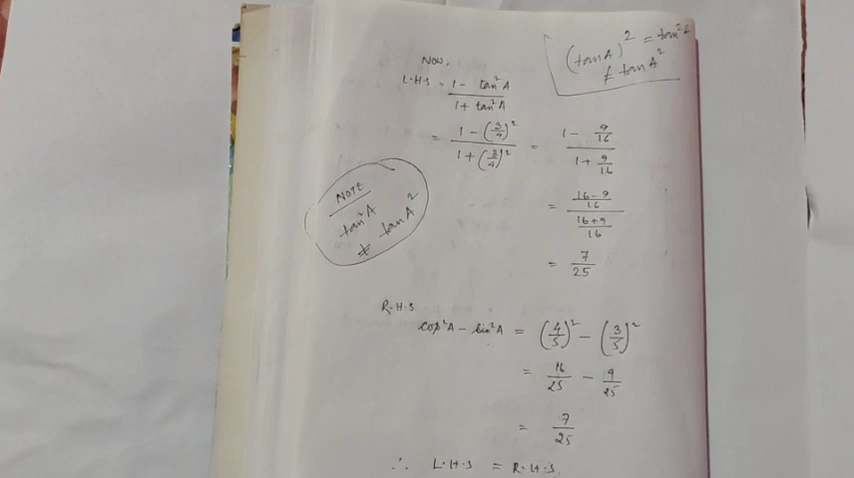 (tanA)² = tan²A
≠ tanA²
Now,
L.H.S = 1 - tan²A / 1 + tan²A
= 1 - (3/4)² / 1 + (3/4)² = 1 - 9/16 / 1 + 9/16
= 16-9/16 / 16+9/16
= 7/25
NOTE
tan²A
≠ tanA²
R.H.S
cos²A - sin²A = (4/5)² - (3/5)²
= 16/25 - 9/25
= 7/25
∴ L.H.S = R.H.S.